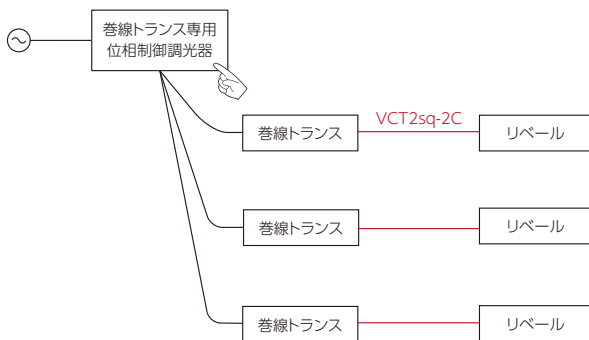 巻線トランス専用
位相制御調光器
巻線トランス
VCT2sq-2C
リベール
巻線トランス
リベール
巻線トランス
リベール